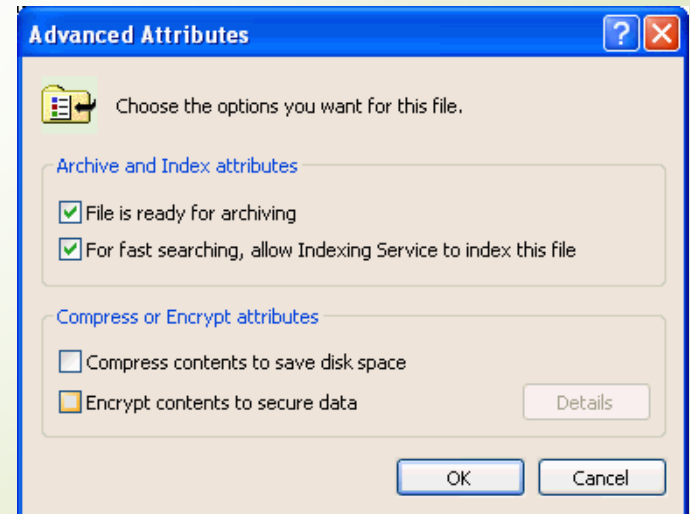 Advanced Attributes
Choose the options you want for this file.
Archive and Index attributes
File is ready for archiving
For fast searching, allow Indexing Service to index this file
Compress or Encrypt attributes
Compress contents to save disk space
Encrypt contents to secure data
Details
OK
Cancel